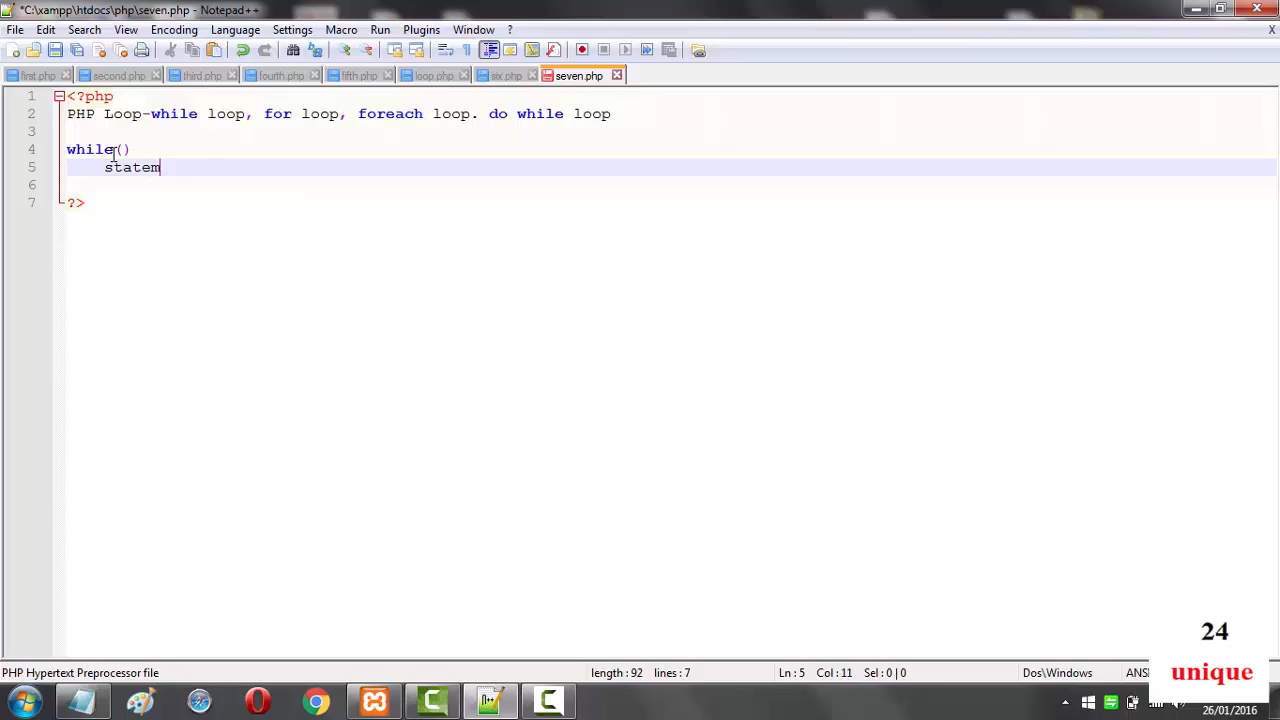 *C:\xampp\htdocs\php\seven.php - Notepad++
File Edit Search View Encoding Language Settings Macro Run Plugins Window ? X
first.php second.php third.php fourth.php fifth.php loop.php six.php seven.php
1 <?php
2 PHP Loop-while loop, for loop, foreach loop. do while loop
3
4 while()
5 statem
6
7 ?>
24
unique
PHP Hypertext Preprocessor file length:92 lines:7 Ln:5 Col:11 Sel:0|0 Dos\Windows ANS
26/01/2016